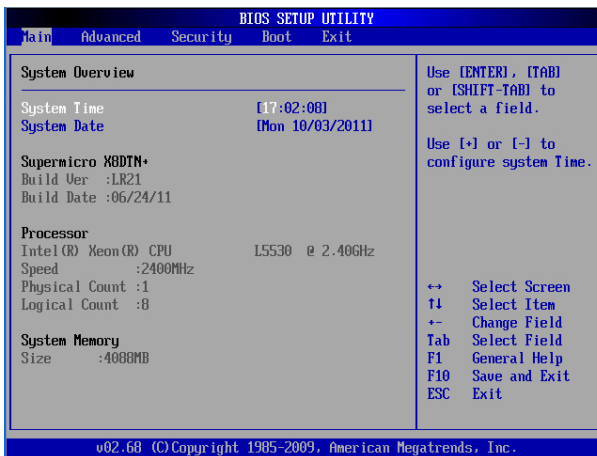 BIOS SETUP UTILITY
Main Advanced Security Boot Exit
System Overview
System Time [17:02:08]
System Date [Mon 10/03/2011]
Supermicro X8DTN+
Build Ver :LR21
Build Date :06/24/11
Processor
Intel(R) Xeon(R) CPU L5530 @ 2.40GHz
Speed :2400MHz
Physical Count :1
Logical Count :8
System Memory
Size :4088MB
Use [ENTER], [TAB]
or [SHIFT-TAB] to
select a field.
Use [+] or [-] to
configure system Time.
↔ Select Screen
↑↓ Select Item
+- Change Field
Tab Select Field
F1 General Help
F10 Save and Exit
ESC Exit
v02.68 (C)Copyright 1985-2009, American Megatrends, Inc.